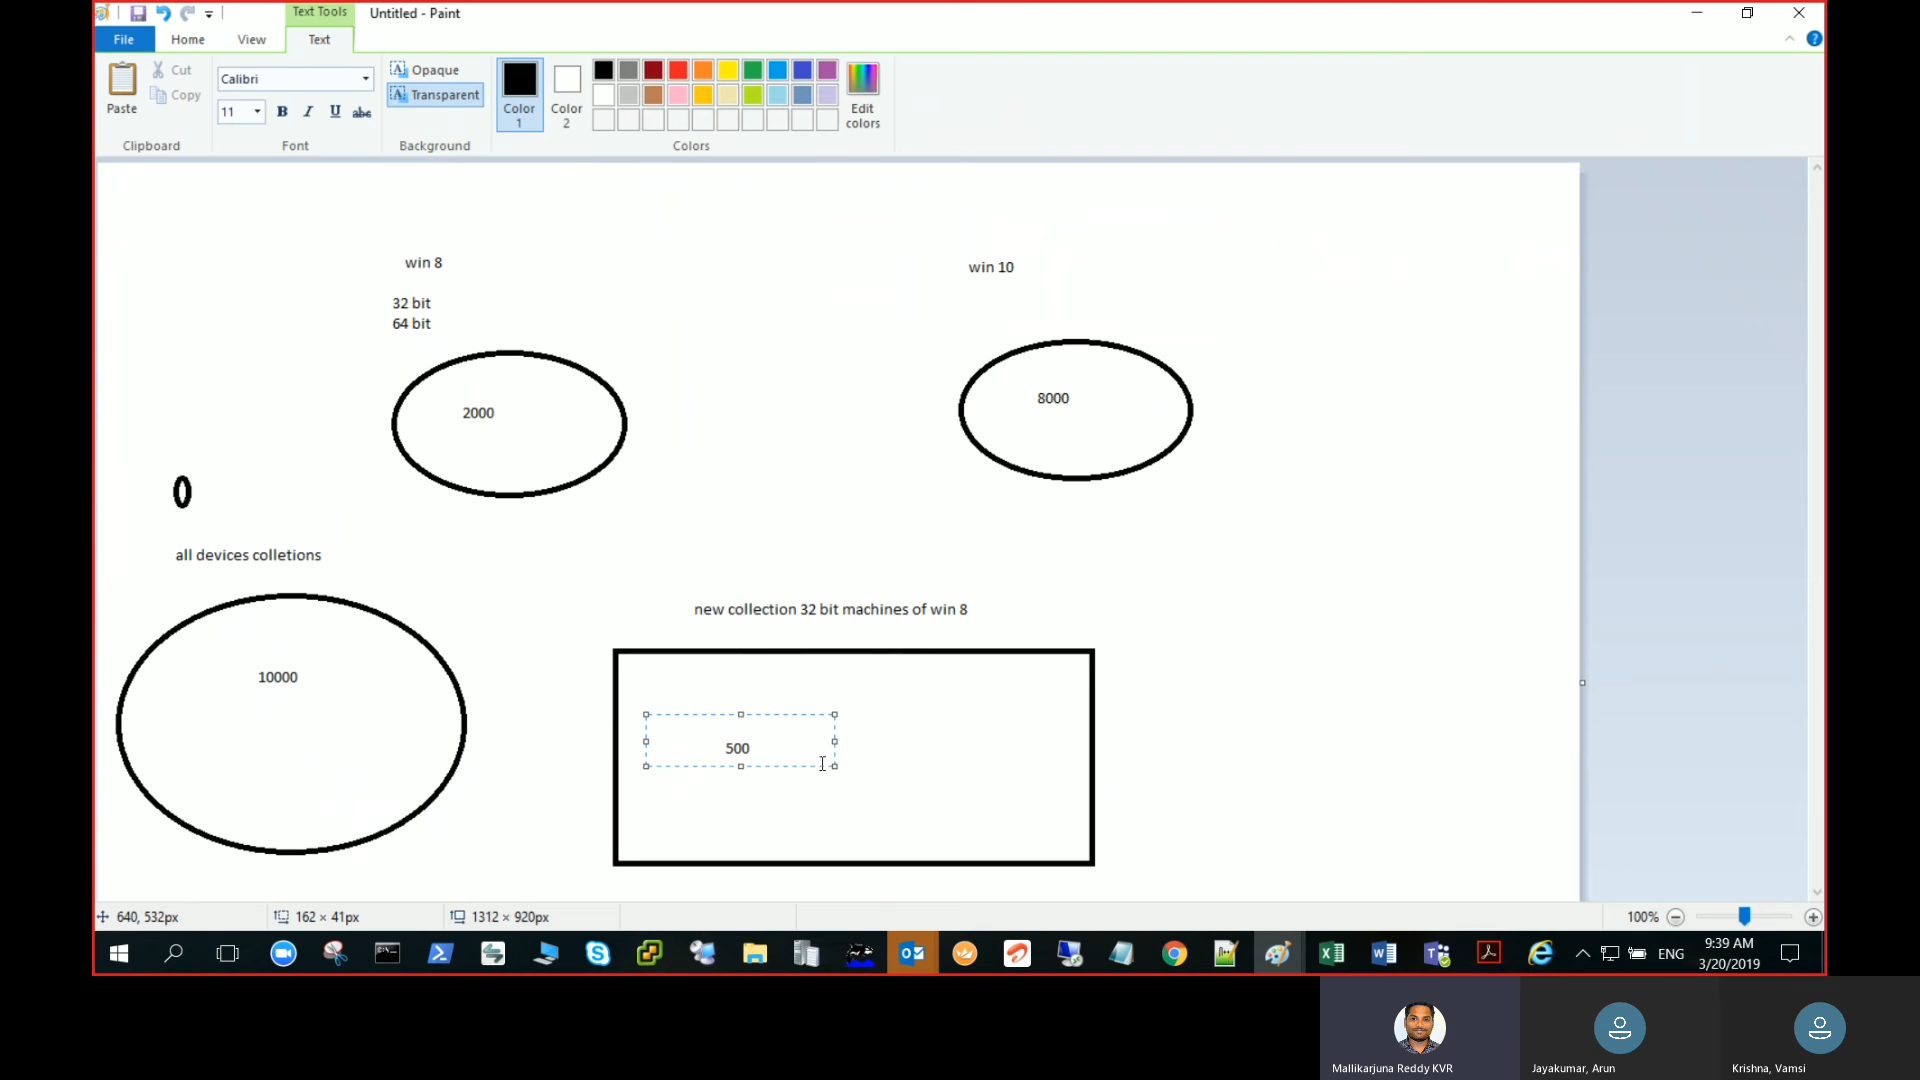 Text Tools
Untitled - Paint
File
Home
View
Text
Paste
Cut
Copy
Clipboard
Calibri
11
B I U abc
Font
Opaque
Transparent
Background
Color
1
Color
2
Edit
colors
Colors
win 8
win 10
32 bit
64 bit
2000
8000
0
all devices colletions
new collection 32 bit machines of win 8
10000
500
640, 532px
162 × 41px
1312 × 920px
100%
ENG
9:39 AM
3/20/2019
Mallikarjuna Reddy KVR
Jayakumar, Arun
Krishna, Vamsi